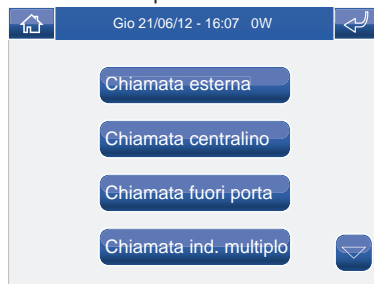 Gio 21/06/12 - 16:07 0W
Chiamata esterna
Chiamata centralino
Chiamata fuori porta
Chiamata ind. multiplo